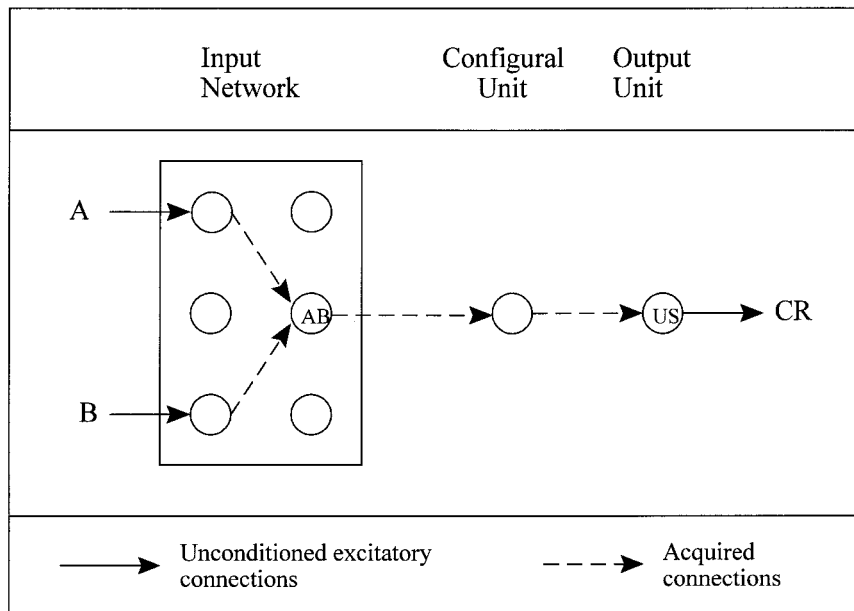 Input
Network
Configural
Unit
Output
Unit
A
AB
US
CR
B
Unconditioned excitatory
connections
Acquired
connections